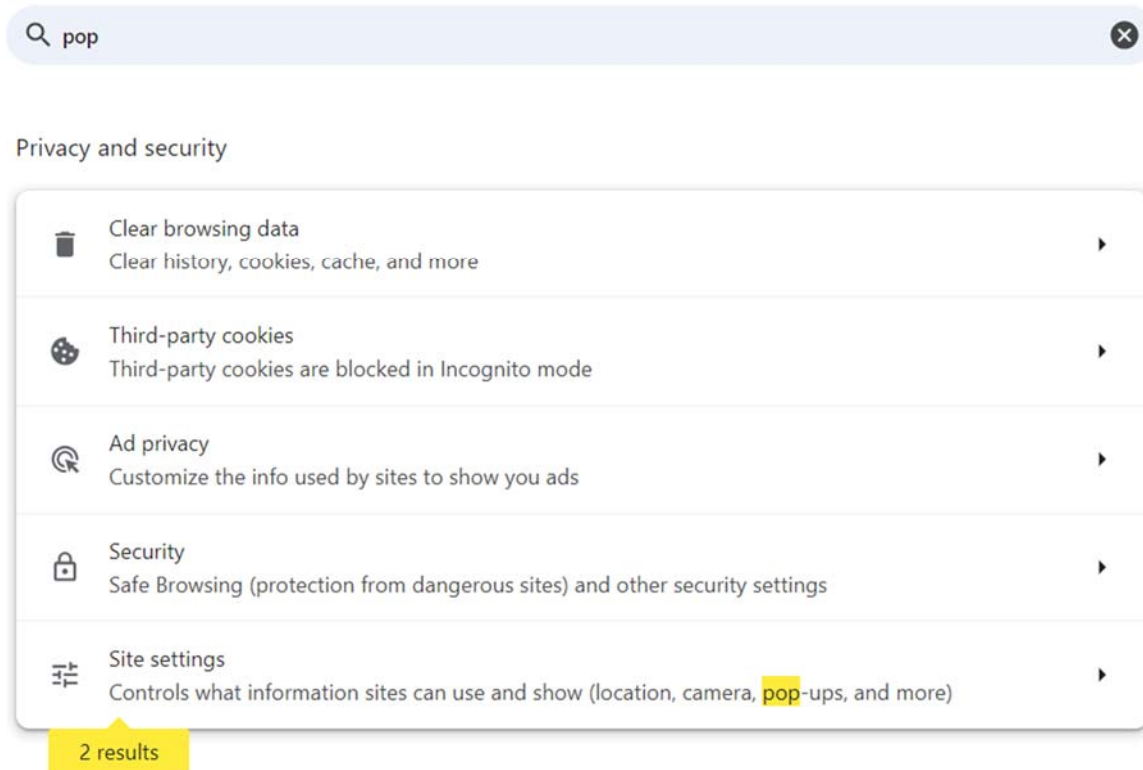 pop
Privacy and security
Clear browsing data
Clear history, cookies, cache, and more
Third-party cookies
Third-party cookies are blocked in Incognito mode
Ad privacy
Customize the info used by sites to show you ads
Security
Safe Browsing (protection from dangerous sites) and other security settings
Site settings
Controls what information sites can use and show (location, camera, pop-ups, and more)
2 results